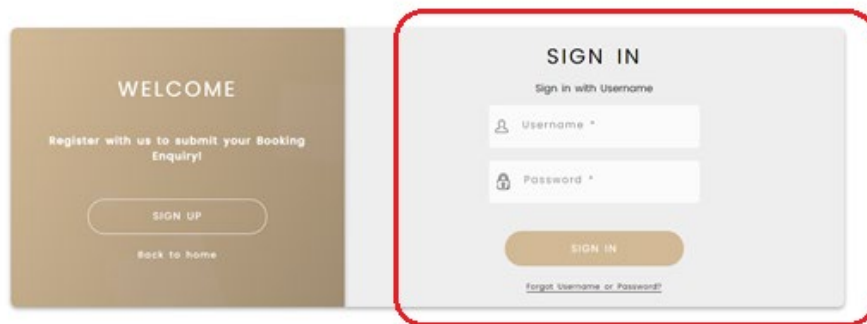 WELCOME
Register with us to submit your Booking
Enquiry!
SIGN UP
Back to home
SIGN IN
Sign in with Username
Username *
Password *
SIGN IN
Forgot Username or Password?